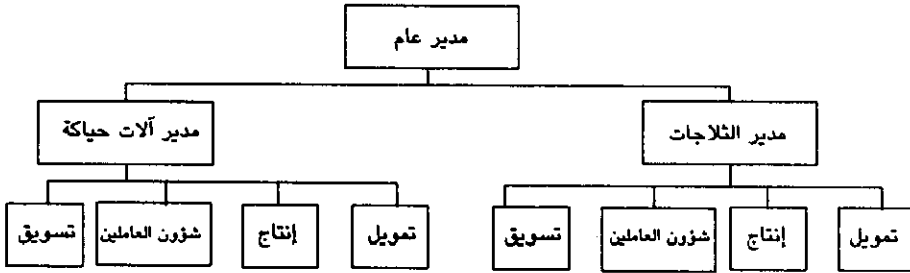 مدير عام
مدير الثلاجات
مدير آلات حياكة
تمويل
إنتاج
شؤون العاملين
تسويق
تمويل
إنتاج
شؤون العاملين
تسويق